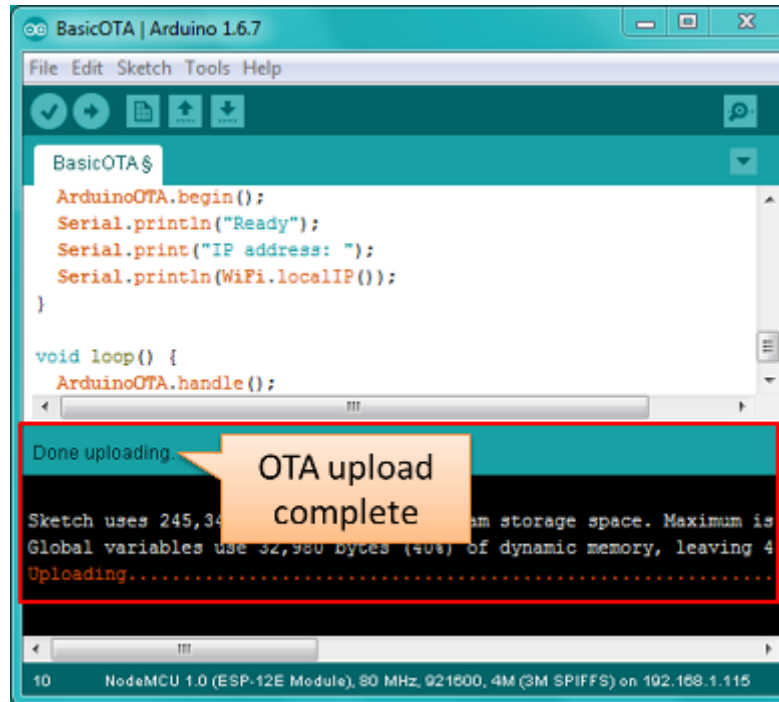 BasicOTA | Arduino 1.6.7
File Edit Sketch Tools Help
BasicOTA§
ArduinoOTA.begin();
Serial.println("Ready");
Serial.print("IP address: ");
Serial.println(WiFi.localIP());
}
void loop() {
ArduinoOTA.handle();
Done uploading.
OTA upload
complete
Sketch uses 245,34 am storage space. Maximum is
Global variables use 32,980 bytes (40%) of dynamic memory, leaving 4
Uploading...........................................................
10 NodeMCU 1.0 (ESP-12E Module), 80 MHz, 921600, 4M (3M SPIFFS) on 192.168.1.115